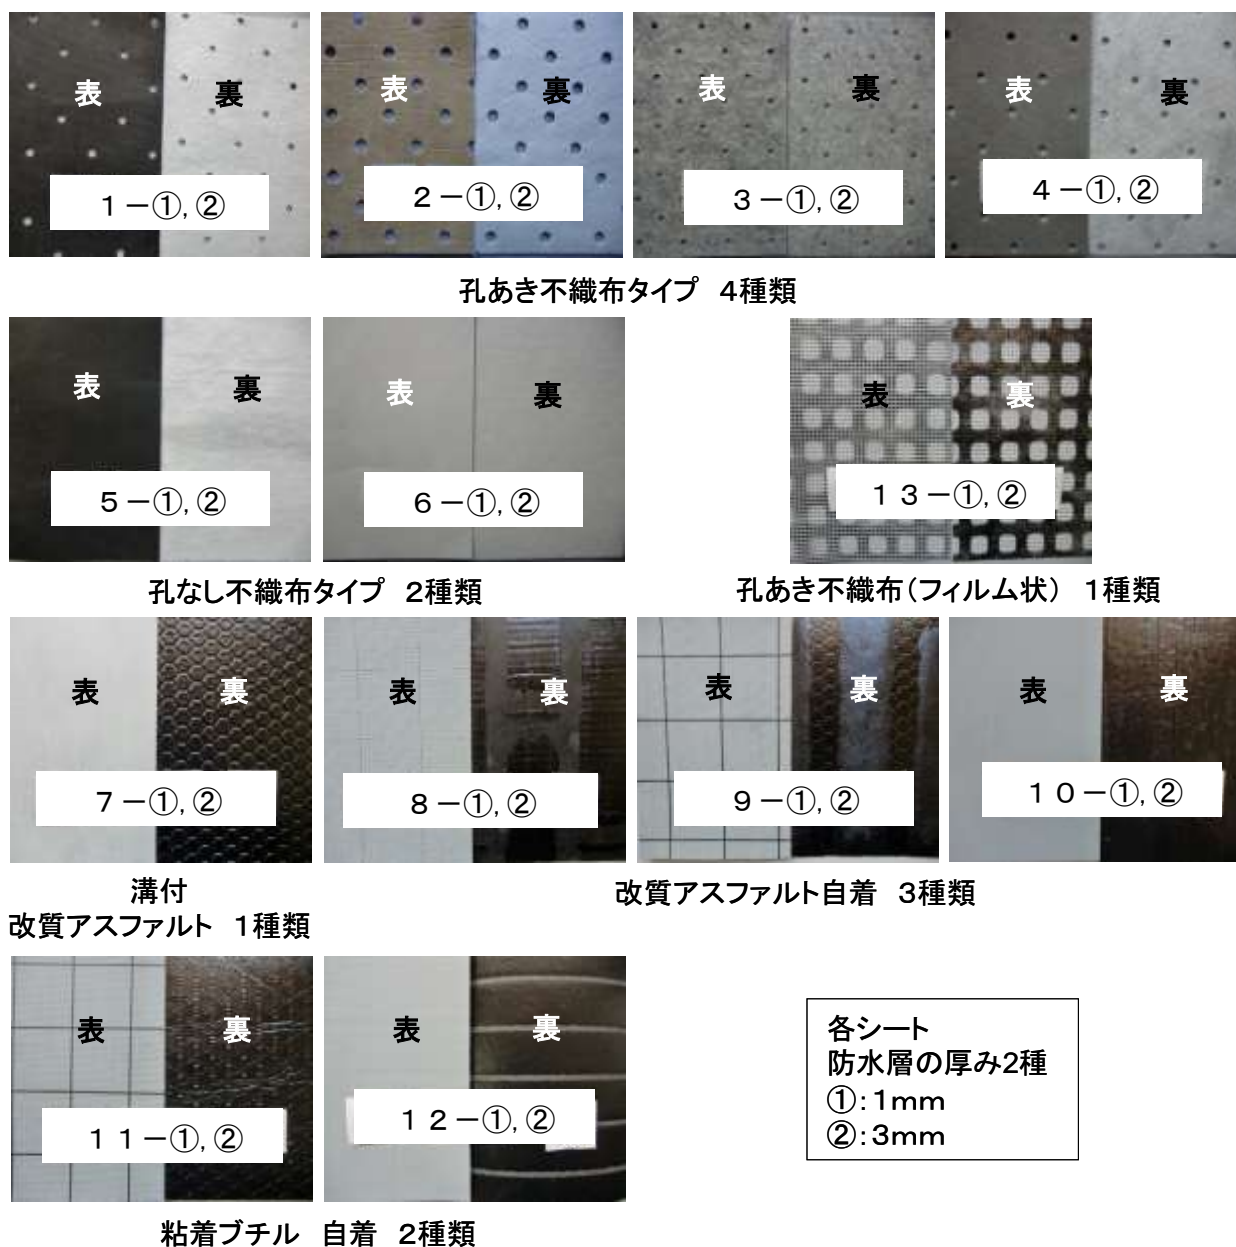 表 裏 表 裏 表 裏 表 裏
1－①,② 2－①,② 3－①,② 4－①,②
孔あき不織布タイプ　4種類
表 裏 表 裏 表 裏
5－①,② 6－①,② 13－①,②
孔なし不織布タイプ　2種類
孔あき不織布(フィルム状)　1種類
表 裏 表 裏 表 裏 表 裏
7－①,② 8－①,② 9－①,② 10－①,②
溝付
改質アスファルト　1種類
改質アスファルト自着　3種類
表 裏 表 裏
11－①,② 12－①,②
粘着ブチル　自着　2種類
各シート
防水層の厚み2種
①:1mm
②:3mm